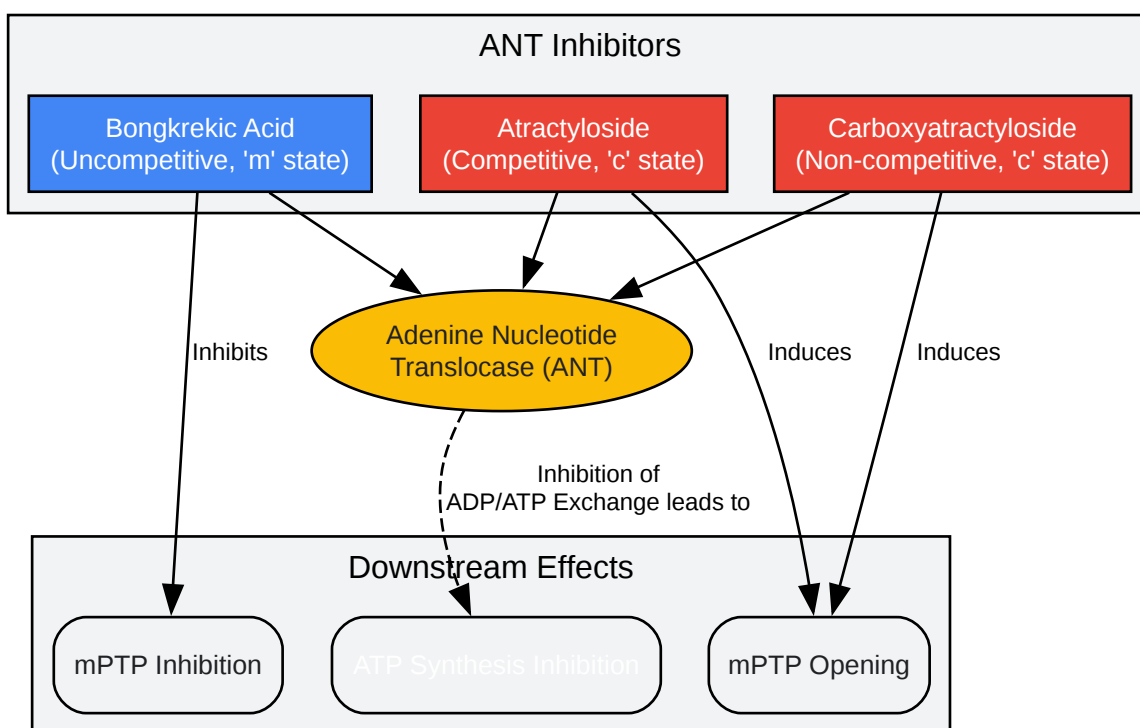 ANT Inhibitors
Bongkrekic Acid
(Uncompetitive, 'm' state)
Atractyloside
(Competitive, 'c' state)
Carboxyatractyloside
(Non-competitive, 'c' state)
Adenine Nucleotide
Translocase (ANT)
Inhibits
Induces
Induces
Inhibition of
ADP/ATP Exchange leads to
Downstream Effects
mPTP Inhibition
ATP Synthesis Inhibition
mPTP Opening